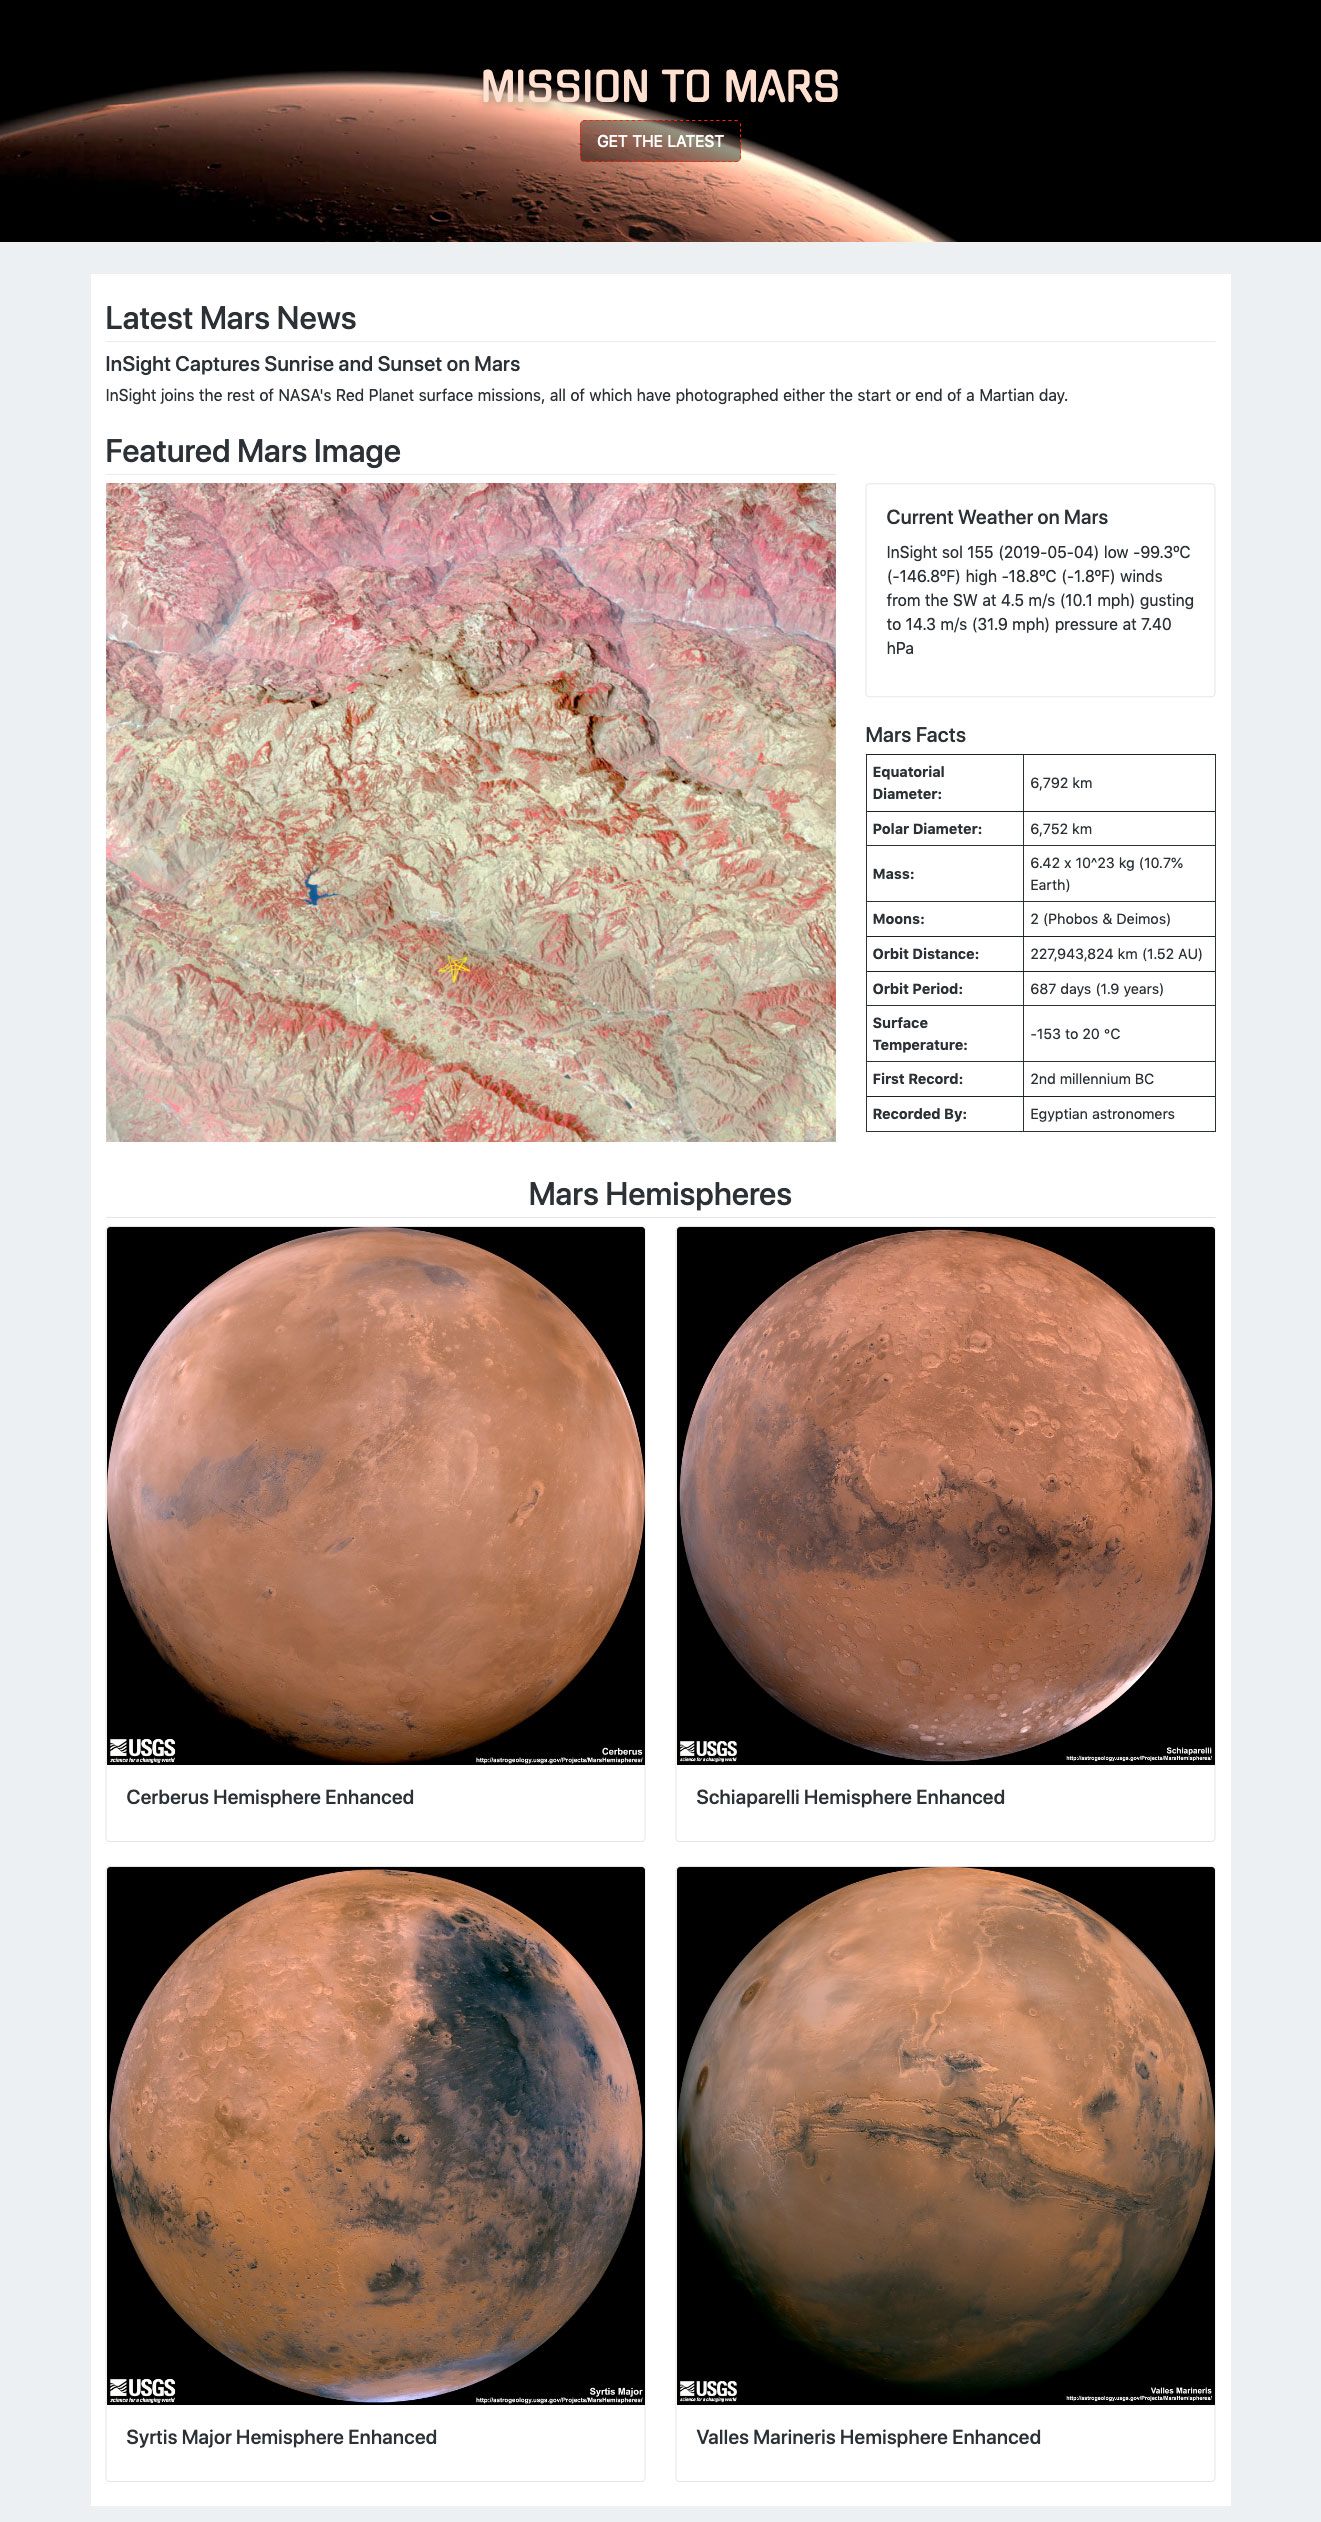 MISSION TO MARS
GET THE LATEST
Latest Mars News
InSight Captures Sunrise and Sunset on Mars
InSight joins the rest of NASA's Red Planet surface missions, all of which have photographed either the start or end of a Martian day.
Featured Mars Image
Current Weather on Mars
InSight sol 155 (2019-05-04) low -99.3ºC
(-146.8ºF) high -18.8ºC (-1.8ºF) winds
from the SW at 4.5 m/s (10.1 mph) gusting
to 14.3 m/s (31.9 mph) pressure at 7.40
hPa
Mars Facts
Equatorial
Diameter:
6,792 km
Polar Diameter: 6,752 km
Mass:
6.42 x 10^23 kg (10.7%
Earth)
Moons: 2 (Phobos & Deimos)
Orbit Distance: 227,943,824 km (1.52 AU)
Orbit Period: 687 days (1.9 years)
Surface
Temperature:
-153 to 20 °C
First Record: 2nd millennium BC
Recorded By: Egyptian astronomers
Mars Hemispheres
USGS
science for a changing world
Cerberus
http://astrogeology.usgs.gov/Projects/MarsHemispheres/
USGS
science for a changing world
Schiaparelli
http://astrogeology.usgs.gov/Projects/MarsHemispheres/
Cerberus Hemisphere Enhanced
Schiaparelli Hemisphere Enhanced
USGS
science for a changing world
Syrtis Major
http://astrogeology.usgs.gov/Projects/MarsHemispheres/
USGS
science for a changing world
Valles Marineris
http://astrogeology.usgs.gov/Projects/MarsHemispheres/
Syrtis Major Hemisphere Enhanced
Valles Marineris Hemisphere Enhanced